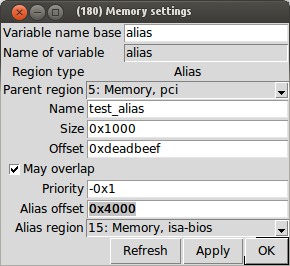 (180) Memory settings
Variable name base alias
Name of variable alias
Region type Alias
Parent region 5: Memory, pci
Name test_alias
Size 0x1000
Offset 0xdeadbeef
May overlap
Priority -0x1
Alias offset 0x4000
Alias region 15: Memory, isa-bios
Refresh Apply OK